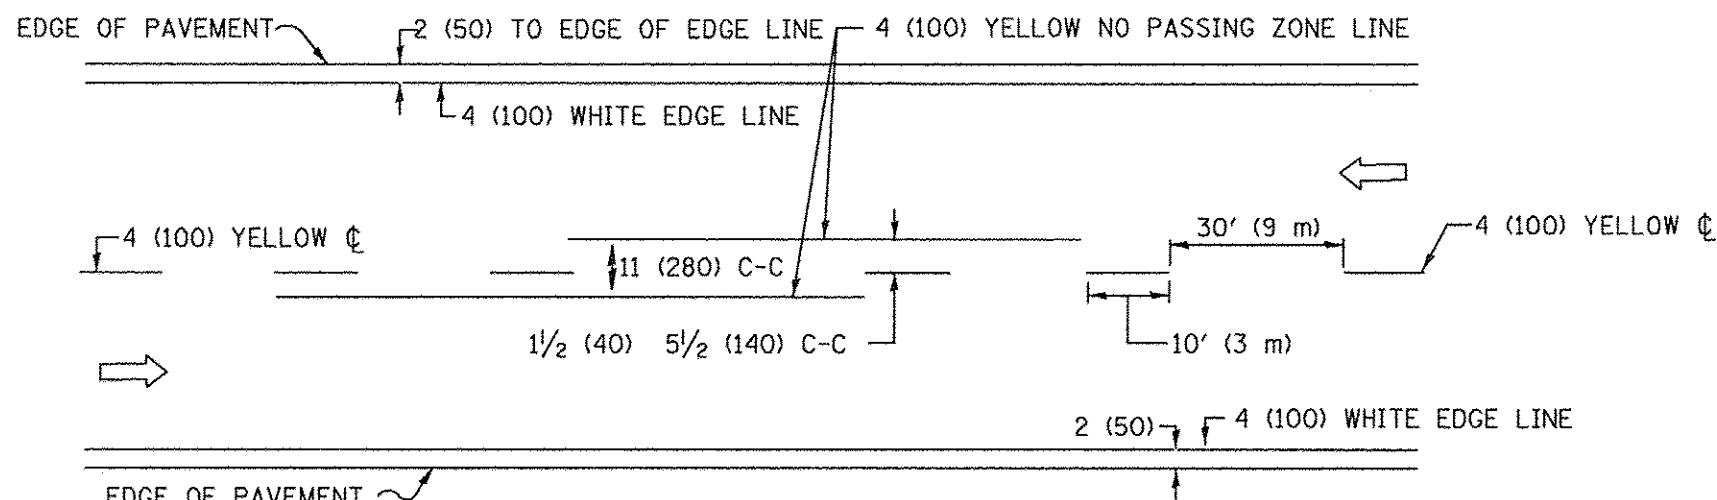 EDGE OF PAVEMENT
2 (50) TO EDGE OF EDGE LINE
4 (100) YELLOW NO PASSING ZONE LINE
4 (100) WHITE EDGE LINE
4 (100) YELLOW ℄
30' (9 m)
4 (100) YELLOW ℄
11 (280) C-C
1½ (40) 5½ (140) C-C
10' (3 m)
2 (50)
4 (100) WHITE EDGE LINE
EDGE OF PAVEMENT